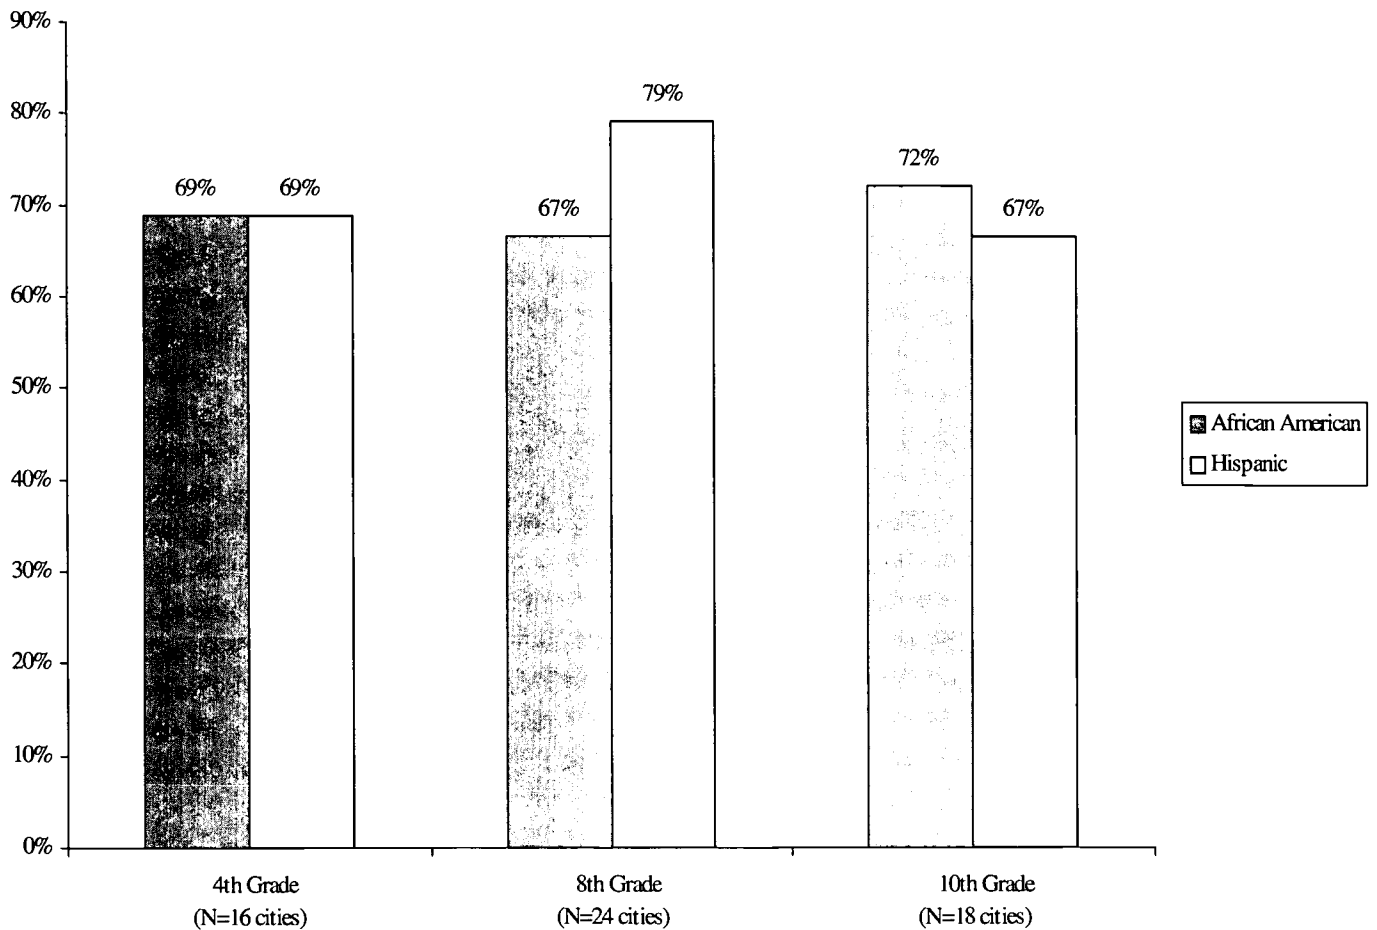 90%
80%
70%
60%
50%
40%
30%
20%
10%
0%
69%
69%
67%
79%
72%
67%
4th Grade
(N=16 cities)
8th Grade
(N=24 cities)
10th Grade
(N=18 cities)
African American
Hispanic